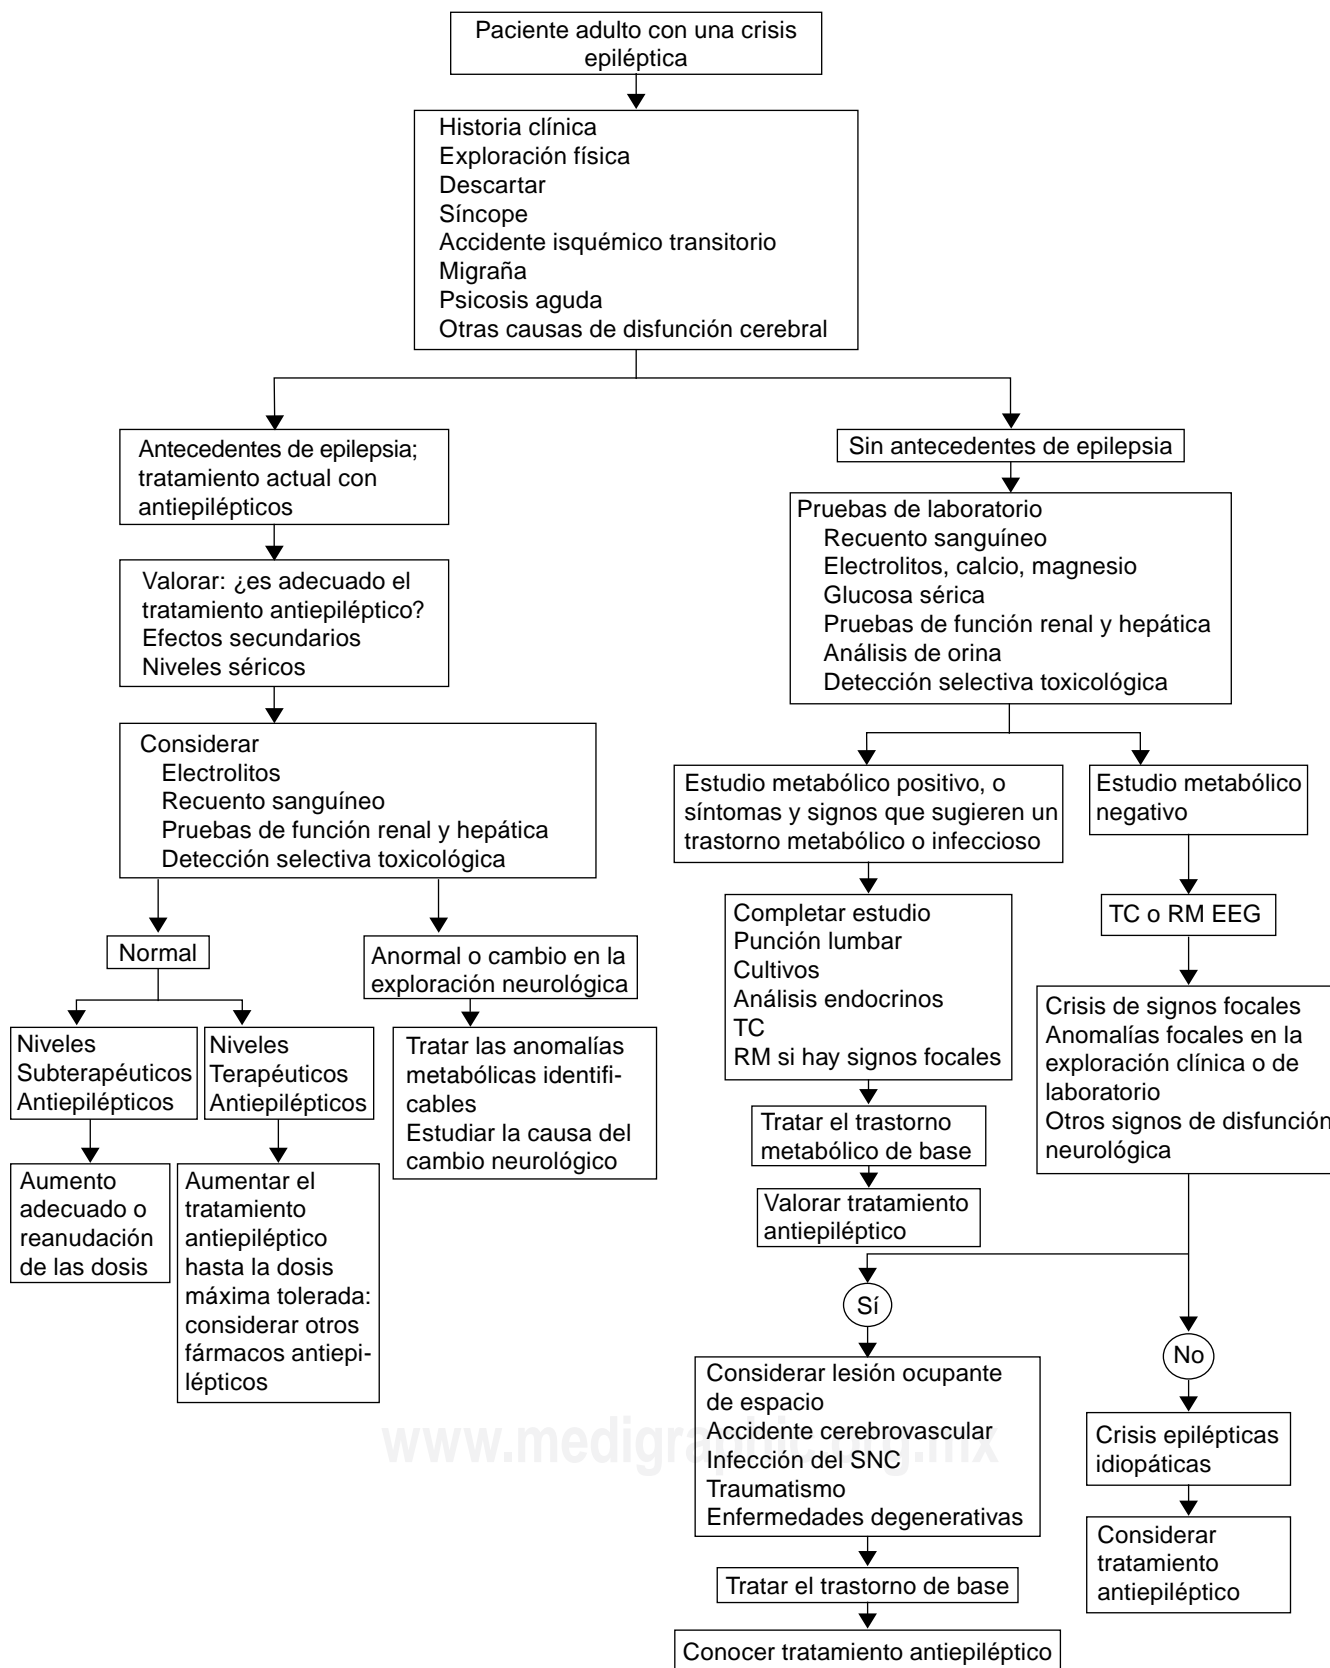 Paciente adulto con una crisis
epiléptica
Historia clínica
Exploración física
Descartar
Síncope
Accidente isquémico transitorio
Migraña
Psicosis aguda
Otras causas de disfunción cerebral
Antecedentes de epilepsia;
tratamiento actual con
antiepilépticos
Valorar: ¿es adecuado el
tratamiento antiepiléptico?
Efectos secundarios
Niveles séricos
Considerar
Electrolitos
Recuento sanguíneo
Pruebas de función renal y hepática
Detección selectiva toxicológica
Normal
Anormal o cambio en la
exploración neurológica
Niveles
Subterapéuticos
Antiepilépticos
Niveles
Terapéuticos
Antiepilépticos
Tratar las anomalías
metabólicas identifi-
cables
Estudiar la causa del
cambio neurológico
Aumento
adecuado o
reanudación
de las dosis
Aumentar el
tratamiento
antiepiléptico
hasta la dosis
máxima tolerada:
considerar otros
fármacos antiepi-
lépticos
Sin antecedentes de epilepsia
Pruebas de laboratorio
Recuento sanguíneo
Electrolitos, calcio, magnesio
Glucosa sérica
Pruebas de función renal y hepática
Análisis de orina
Detección selectiva toxicológica
Estudio metabólico positivo, o
síntomas y signos que sugieren un
trastorno metabólico o infeccioso
Estudio metabólico
negativo
Completar estudio
Punción lumbar
Cultivos
Análisis endocrinos
TC
RM si hay signos focales
TC o RM EEG
Tratar el trastorno
metabólico de base
Valorar tratamiento
antiepiléptico
Crisis de signos focales
Anomalías focales en la
exploración clínica o de
laboratorio
Otros signos de disfunción
neurológica
Sí
No
Considerar lesión ocupante
de espacio
Accidente cerebrovascular
Infección del SNC
Traumatismo
Enfermedades degenerativas
Crisis epilépticas
idiopáticas
Tratar el trastorno de base
Considerar
tratamiento
antiepiléptico
Conocer tratamiento antiepiléptico
www.medigraphic.org.mx